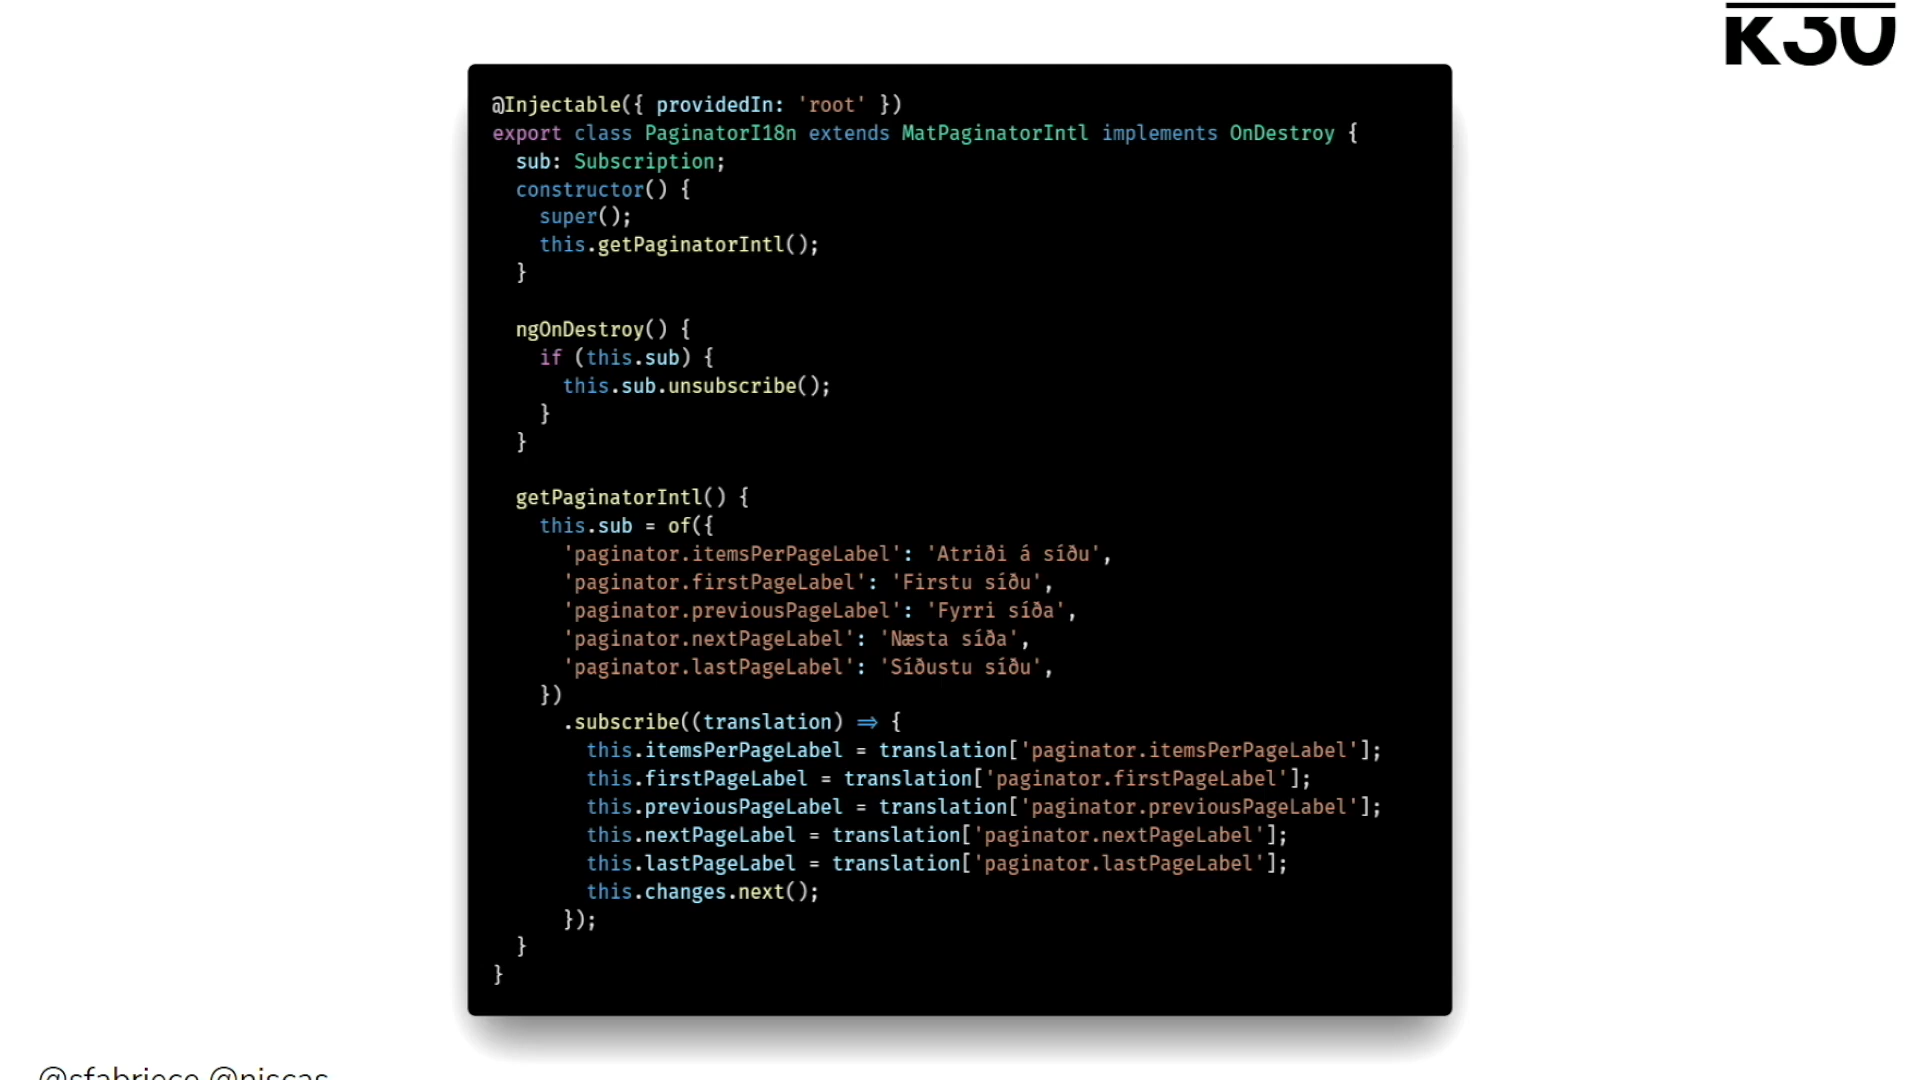 K30
@Injectable({ providedIn: 'root' })
export class PaginatorI18n extends MatPaginatorIntl implements OnDestroy {
  sub: Subscription;
  constructor() {
    super();
    this.getPaginatorIntl();
  }

  ngOnDestroy() {
    if (this.sub) {
      this.sub.unsubscribe();
    }
  }

  getPaginatorIntl() {
    this.sub = of({
      'paginator.itemsPerPageLabel': 'Atriði á síðu',
      'paginator.firstPageLabel': 'Firstu síðu',
      'paginator.previousPageLabel': 'Fyrri síða',
      'paginator.nextPageLabel': 'Næsta síða',
      'paginator.lastPageLabel': 'Síðustu síðu',
    })
      .subscribe((translation) => {
        this.itemsPerPageLabel = translation['paginator.itemsPerPageLabel'];
        this.firstPageLabel = translation['paginator.firstPageLabel'];
        this.previousPageLabel = translation['paginator.previousPageLabel'];
        this.nextPageLabel = translation['paginator.nextPageLabel'];
        this.lastPageLabel = translation['paginator.lastPageLabel'];
        this.changes.next();
      });
  }
}
@sfabriece @niscas